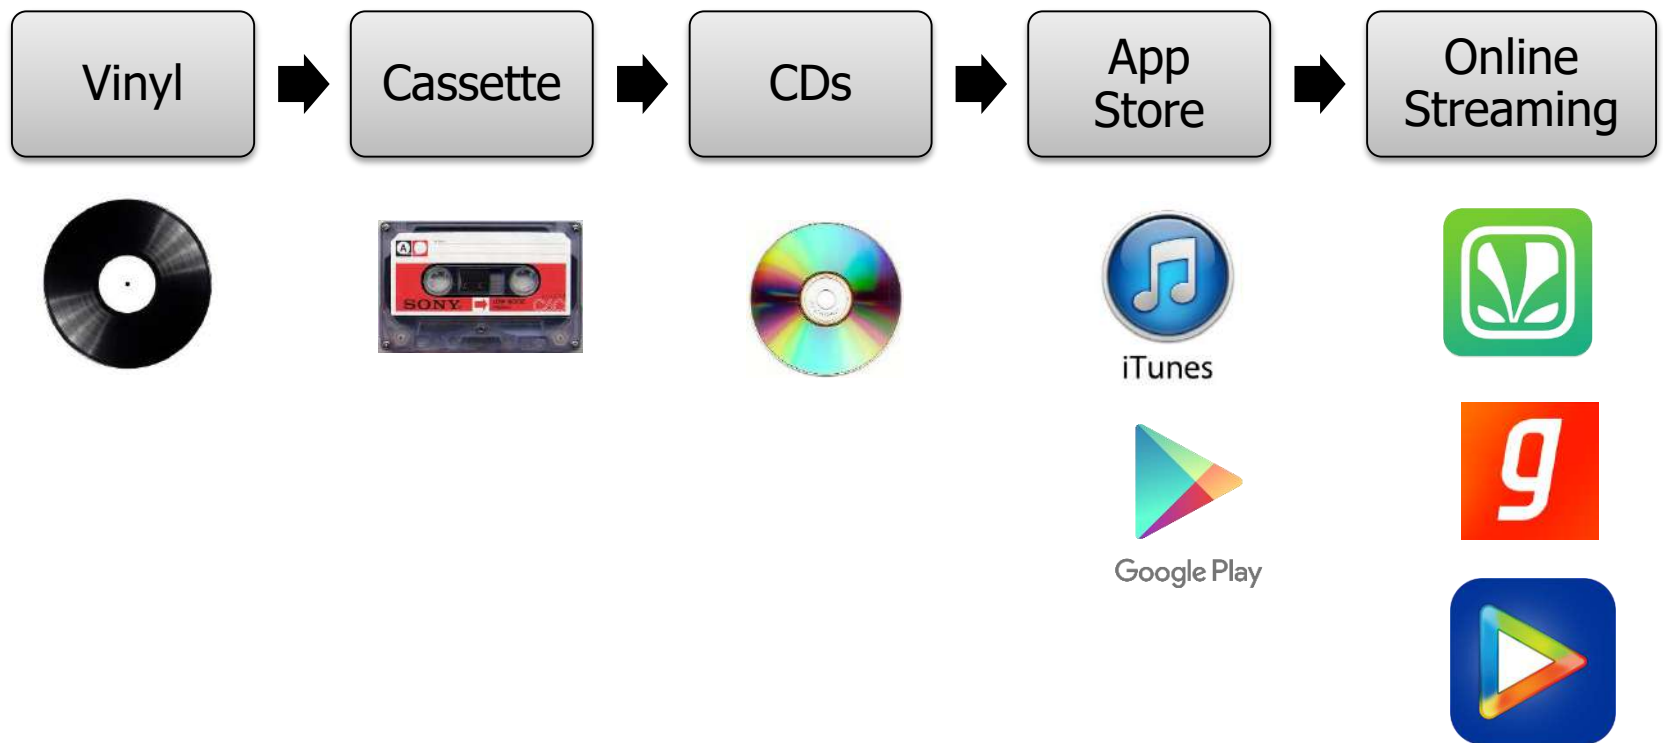 Vinyl
Cassette
CDs
App
Store
Online
Streaming
A
SONY
iTunes
g
Google Play